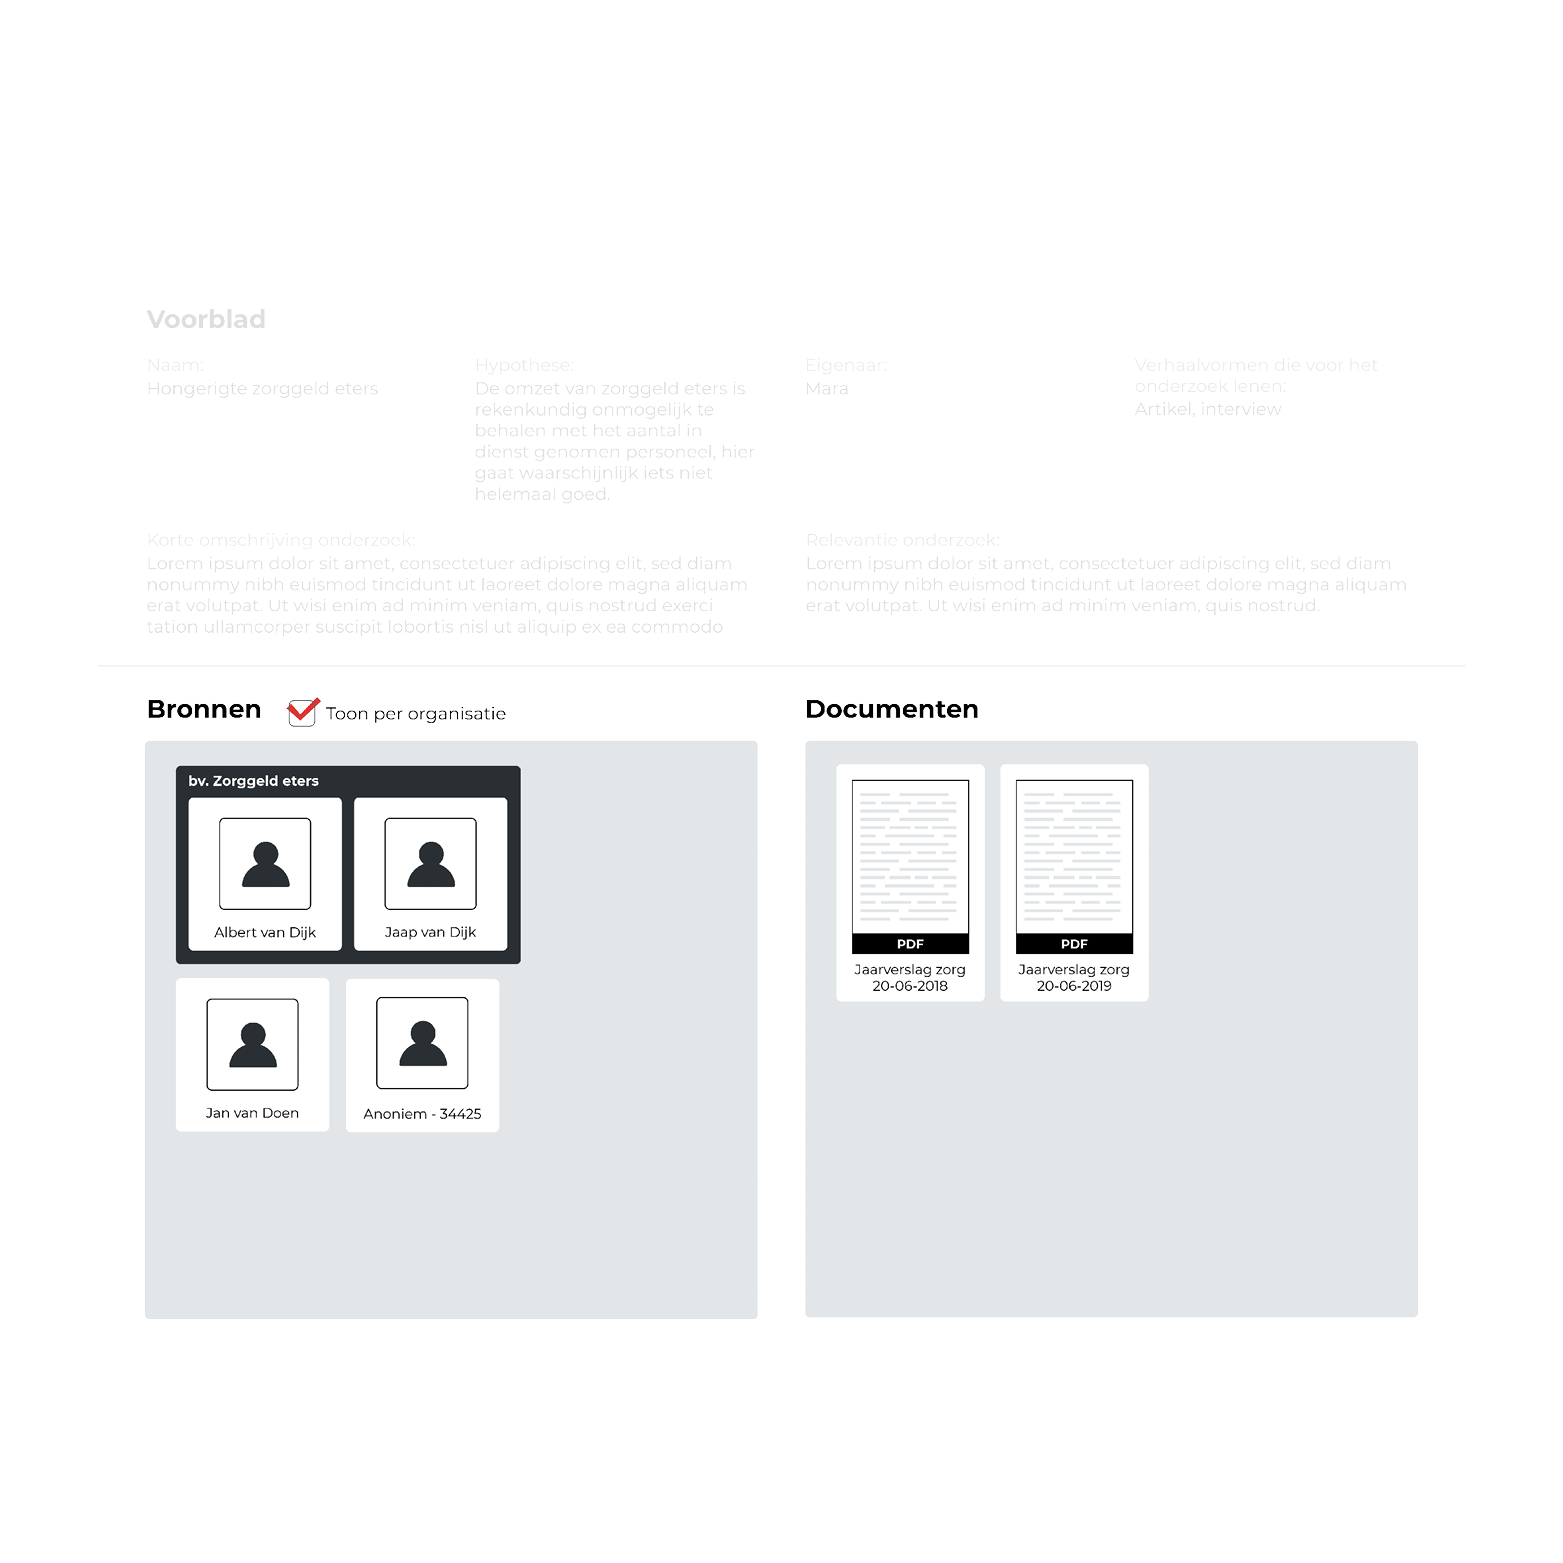 Voorblad
Naam:
Hongerigte zorggeld eters
Hypothese:
De omzet van zorggeld eters is
rekenkundig onmogelijk te
behalen met het aantal in
dienst genomen personeel, hier
gaat waarschijnlijk iets niet
helemaal goed.
Eigenaar:
Mara
Verhaalvormen die voor het
onderzoek lenen:
Artikel, interview
Korte omschrijving onderzoek:
Lorem ipsum dolor sit amet, consectetuer adipiscing elit, sed diam
nonummy nibh euismod tincidunt ut laoreet dolore magna aliquam
erat volutpat. Ut wisi enim ad minim veniam, quis nostrud exerci
tation ullamcorper suscipit lobortis nisl ut aliquip ex ea commodo
Relevantie onderzoek:
Lorem ipsum dolor sit amet, consectetuer adipiscing elit, sed diam
nonummy nibh euismod tincidunt ut laoreet dolore magna aliquam
erat volutpat. Ut wisi enim ad minim veniam, quis nostrud.
Bronnen
Toon per organisatie
bv. Zorggeld eters
Albert van Dijk
Jaap van Dijk
Jan van Doen
Anoniem - 34425
Documenten
PDF
Jaarverslag zorg
20-06-2018
PDF
Jaarverslag zorg
20-06-2019